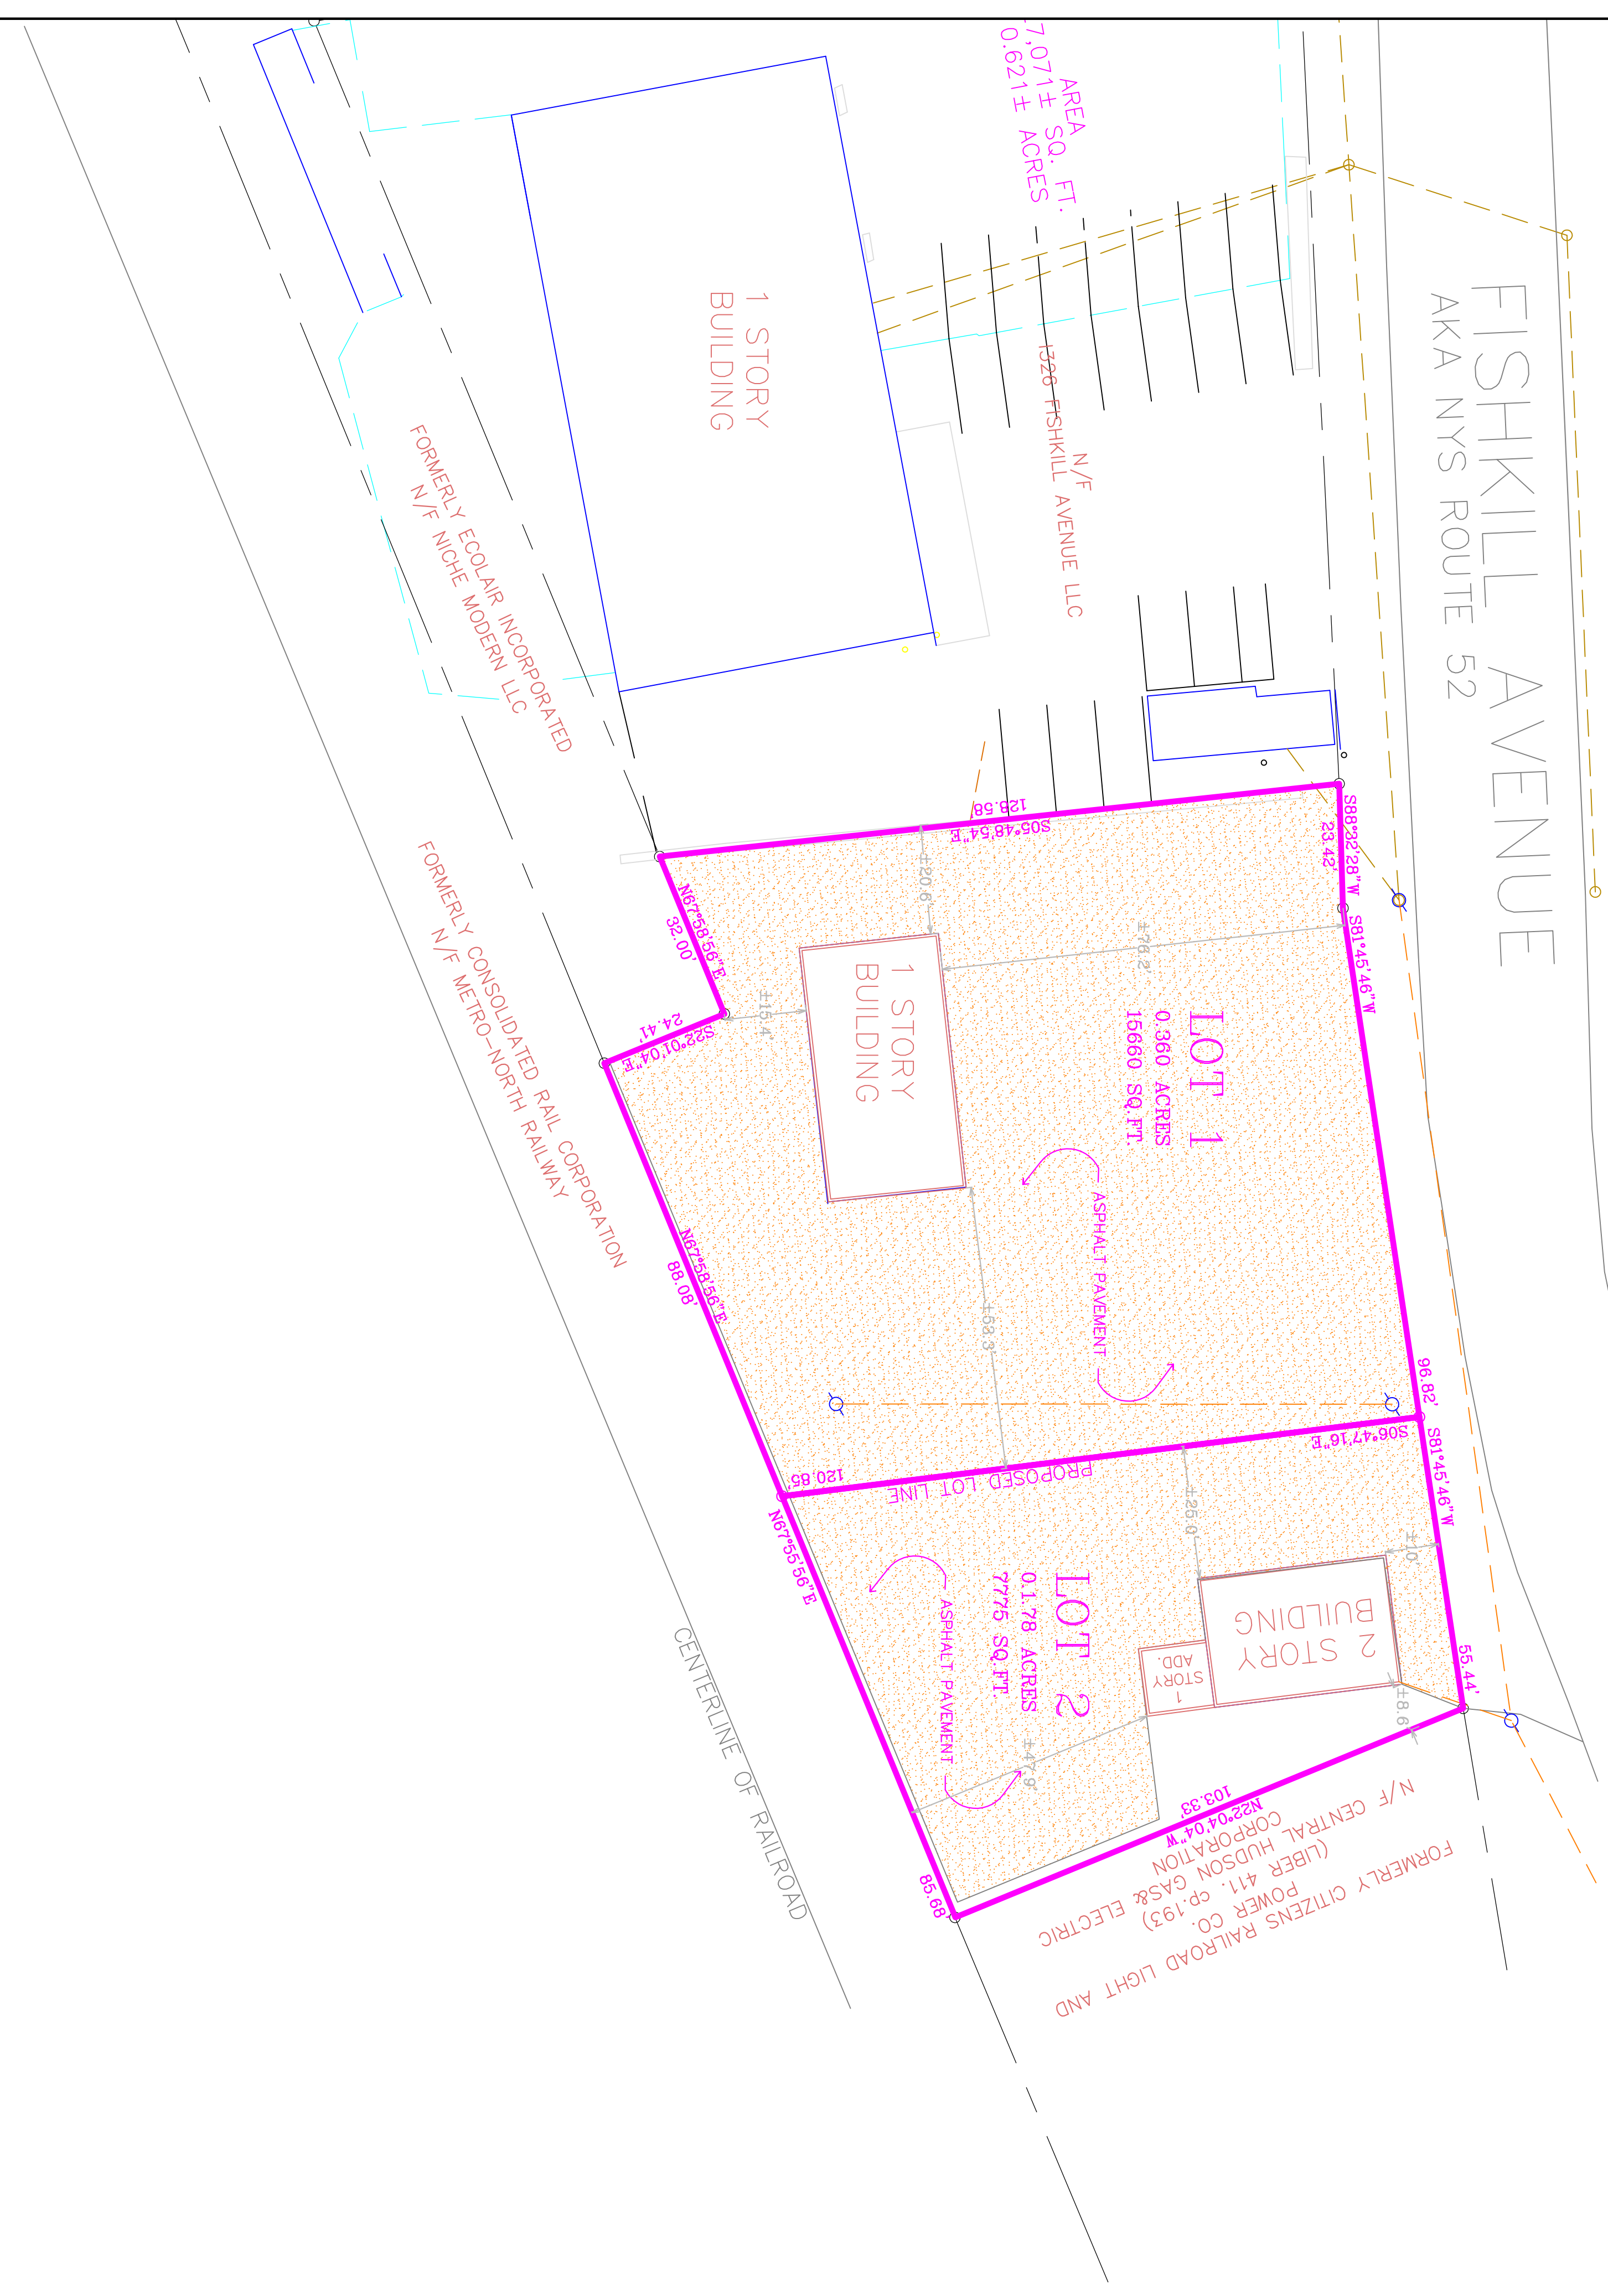 FISHKILL AVENUE
AKA NYS ROUTE 52
AREA
7,071± SQ. FT.
0.621± ACRES
1 STORY
BUILDING
N/F
1326 FISHKILL AVENUE LLC
FORMERLY ECOLAIR INCORPORATED
N/F NICHE MODERN LLC
FORMERLY CONSOLIDATED RAIL CORPORATION
N/F METRO-NORTH RAILWAY
CENTERLINE OF RAILROAD
S88°32'28"W
23.42'
S81°45'46"W
96.82'
128.58'
S05°48'54"E
N67°58'56"E
32.00'
24.41'
S22°01'04"E
N67°58'56"E
88.08'
±20.6'
±76.2'
±15.4'
±53.3'
1 STORY
BUILDING
LOT 1
0.360 ACRES
15660 SQ.FT.
ASPHALT PAVEMENT
S06°47'16"E
120.85'
PROPOSED LOT LINE
S81°45'46"W
55.44'
N67°55'56"E
85.68'
±25.0'
±10'
±8.6'
±47.9'
2 STORY
BUILDING
1
STORY
ADD.
LOT 2
0.1.78 ACRES
7775 SQ.FT.
ASPHALT PAVEMENT
103.33'
N22°04'04"W
FORMERLY CITIZENS RAILROAD LIGHT AND
POWER CO.
(LIBER 411. cp.193)
N/F CENTRAL HUDSON GAS& ELECTRIC
CORPORATION